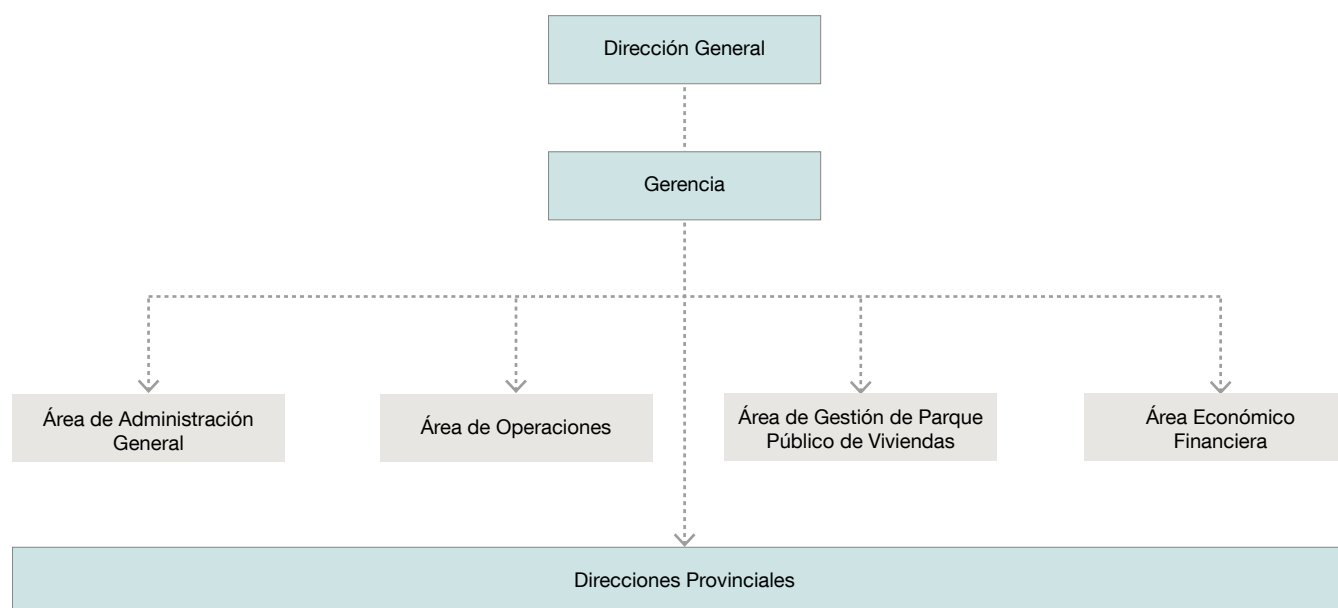 Dirección General
Gerencia
Área de Administración
General
Área de Operaciones
Área de Gestión de Parque
Público de Viviendas
Área Económico
Financiera
Direcciones Provinciales